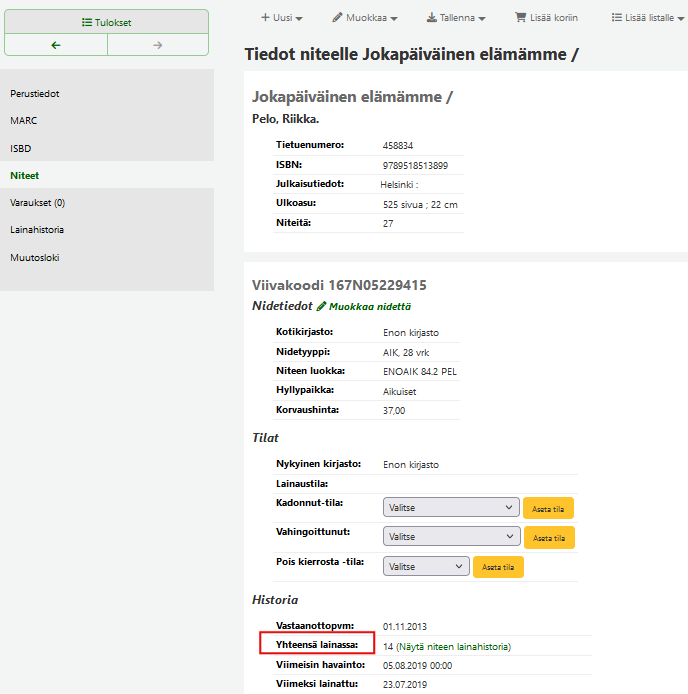 Tulokset
Uusi Muokkaa Tallenna Lisää koriin Lisää listalle
Tiedot niteelle Jokapäiväinen elämämme /
Perustiedot
MARC
ISBD
Niteet
Varaukset (0)
Lainahistoria
Muutosloki
Jokapäiväinen elämämme /
Pelo, Riikka.
Tietuenumero: 458834
ISBN: 9789518513899
Julkaisutiedot: Helsinki :
Ulkoasu: 525 sivua ; 22 cm
Niteitä: 27
Viivakoodi 167N05229415
Nidetiedot Muokkaa nidettä
Kotikirjasto: Enon kirjasto
Nidetyyppi: AIK, 28 vrk
Niteen luokka: ENOAIK 84.2 PEL
Hyllypaikka: Aikuiset
Korvaushinta: 37,00
Tilat
Nykyinen kirjasto: Enon kirjasto
Lainaustila:
Kadonnut-tila: Valitse Aseta tila
Vahingoittunut: Valitse Aseta tila
Pois kierrosta -tila: Valitse Aseta tila
Historia
Vastaanottopvm: 01.11.2013
Yhteensä lainassa: 14 (Näytä niteen lainahistoria)
Viimeisin havainto: 05.08.2019 00:00
Viimeksi lainattu: 23.07.2019